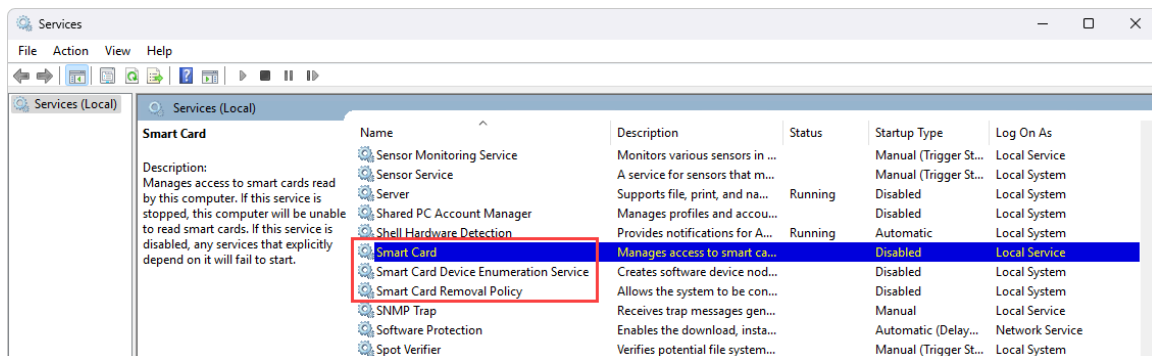 Services
File Action View Help
Services (Local)
Services (Local)
Smart Card
Description:
Manages access to smart cards read
by this computer. If this service is
stopped, this computer will be unable
to read smart cards. If this service is
disabled, any services that explicitly
depend on it will fail to start.
Name Description Status Startup Type Log On As
Sensor Monitoring Service Monitors various sensors in ... Manual (Trigger St... Local Service
Sensor Service A service for sensors that m... Manual (Trigger St... Local System
Server Supports file, print, and na... Running Disabled Local System
Shared PC Account Manager Manages profiles and accou... Disabled Local System
Shell Hardware Detection Provides notifications for A... Running Automatic Local System
Smart Card Manages access to smart ca... Disabled Local Service
Smart Card Device Enumeration Service Creates software device nod... Disabled Local System
Smart Card Removal Policy Allows the system to be con... Disabled Local System
SNMP Trap Receives trap messages gen... Manual Local Service
Software Protection Enables the download, insta... Automatic (Delay... Network Service
Spot Verifier Verifies potential file system... Manual (Trigger St... Local System